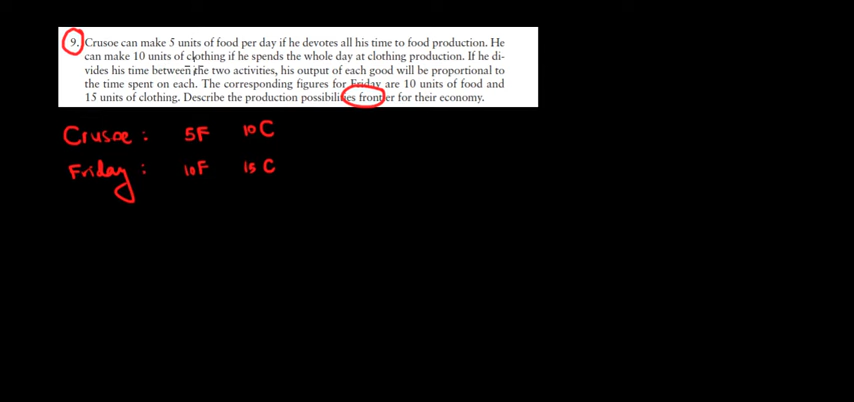 9. Crusoe can make 5 units of food per day if he devotes all his time to food production. He
can make 10 units of clothing if he spends the whole day at clothing production. If he di-
vides his time between the two activities, his output of each good will be proportional to
the time spent on each. The corresponding figures for Friday are 10 units of food and
15 units of clothing. Describe the production possibilities frontier for their economy.
Crusoe : 5F 10C
Friday : 10F 15C